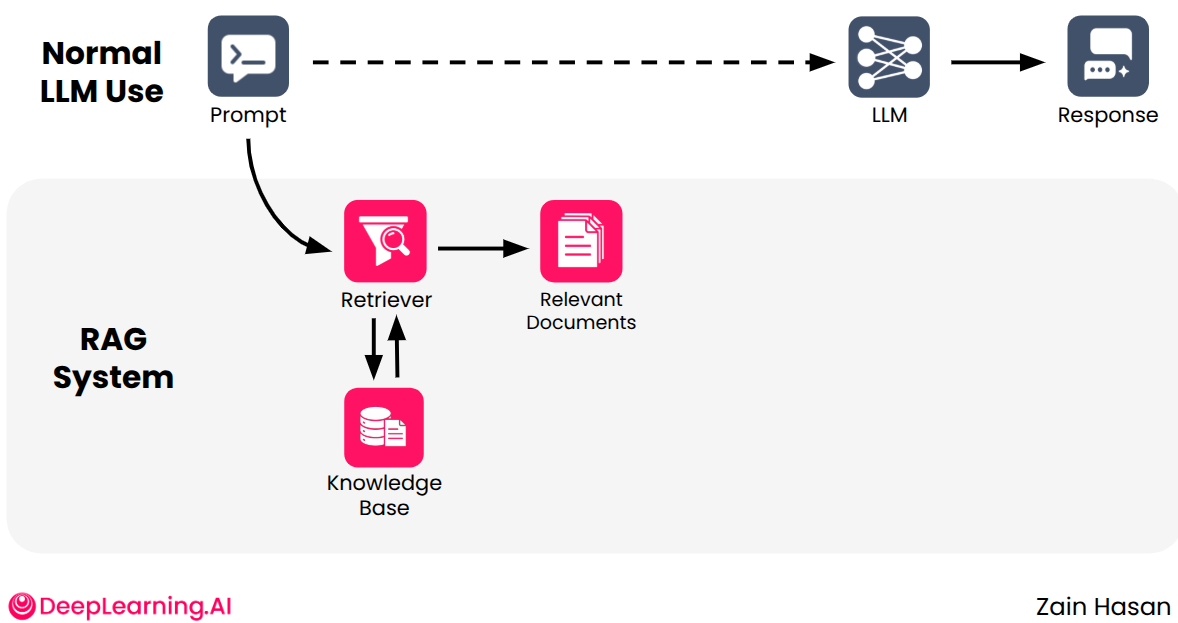 Normal
LLM Use
Prompt
LLM
Response
Retriever
Relevant
Documents
RAG
System
Knowledge
Base
DeepLearning.AI
Zain Hasan